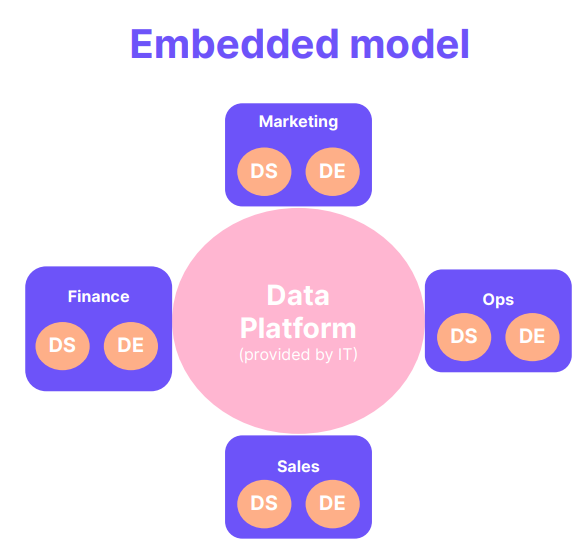 Embedded model
Marketing
DS DE
Finance
DS DE
Data
Platform
(provided by IT)
Ops
DS DE
Sales
DS DE